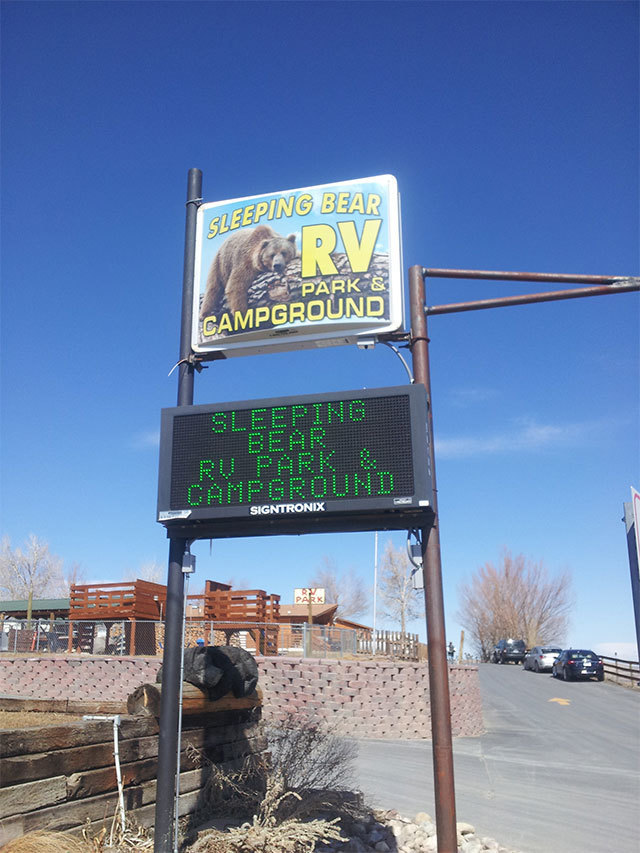 SLEEPING BEAR
RV
PARK &
CAMPGROUND
SLEEPING
BEAR
RV PARK &
CAMPGROUND
SIGNTRONIX
RV
PARK